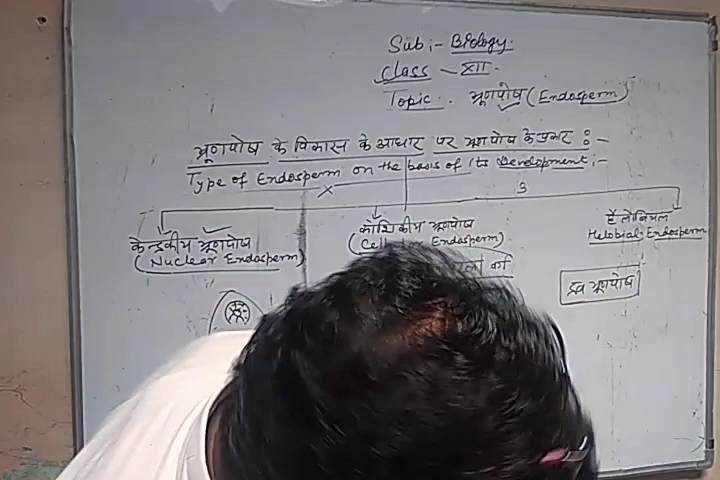 Sub:- Biology.
Class - XII.
Topic. भ्रूणपोष (Endosperm)
भ्रूणपोष के विकास के आधार पर भ्रूणपोष के प्रकार :-
Type of Endosperm on the basis of Its Development:-
3
केन्द्रकीय भ्रूणपोष
(Nuclear Endosperm)
कोशिकीय भ्रूणपोष
(Cellular Endosperm)
हैलोबियल
Helobial Endosperm
द्रव भ्रूणपोष